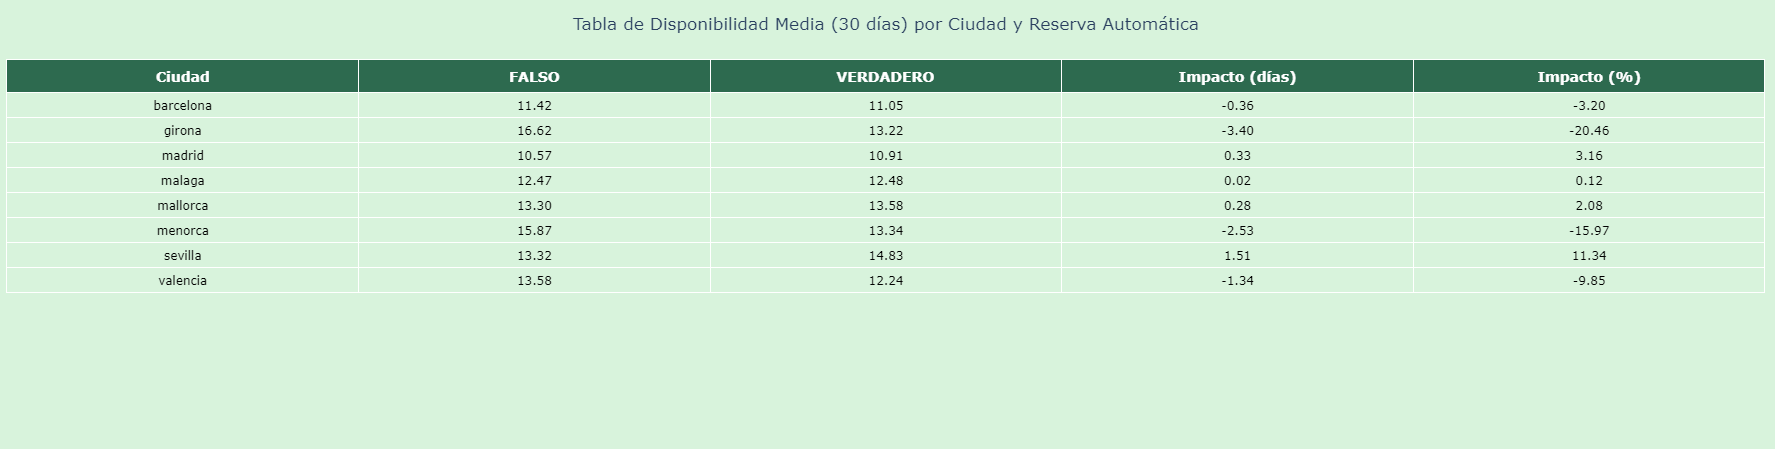 Tabla de Disponibilidad Media (30 días) por Ciudad y Reserva Automática
Ciudad FALSO VERDADERO Impacto (días) Impacto (%)
barcelona 11.42 11.05 -0.36 -3.20
girona 16.62 13.22 -3.40 -20.46
madrid 10.57 10.91 0.33 3.16
malaga 12.47 12.48 0.02 0.12
mallorca 13.30 13.58 0.28 2.08
menorca 15.87 13.34 -2.53 -15.97
sevilla 13.32 14.83 1.51 11.34
valencia 13.58 12.24 -1.34 -9.85